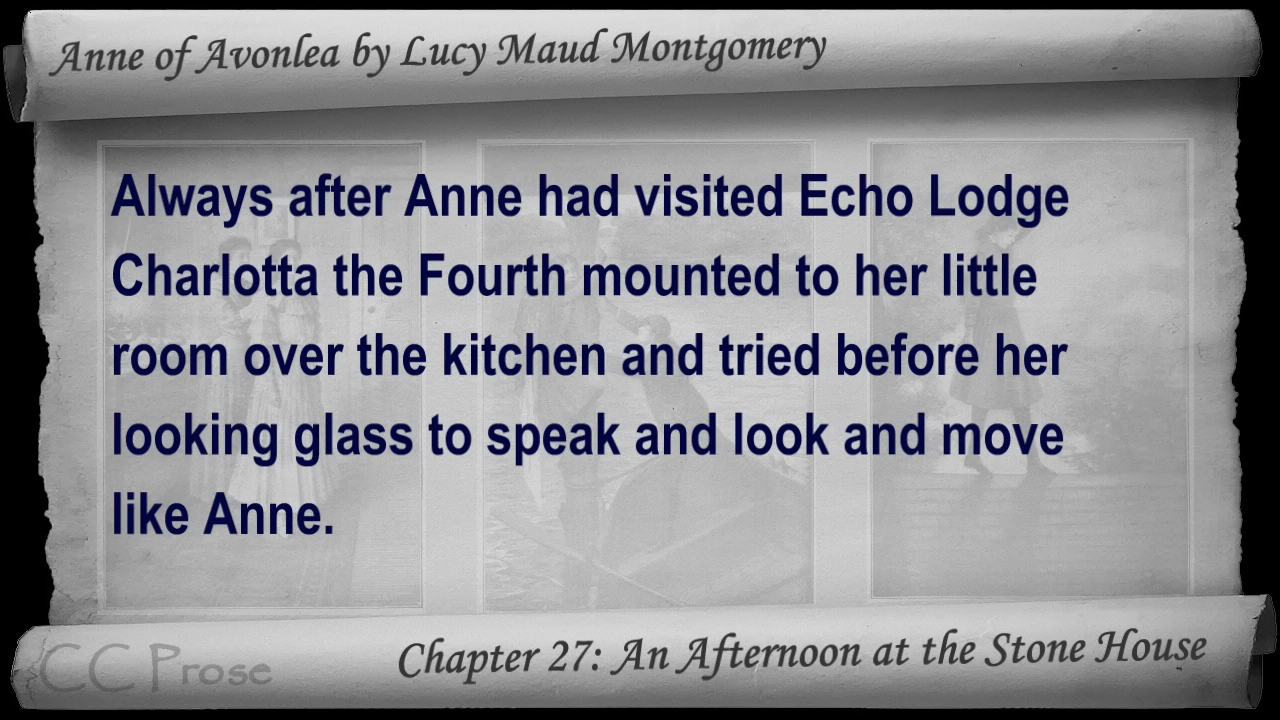 Anne of Avonlea by Lucy Maud Montgomery
Always after Anne had visited Echo Lodge
Charlotta the Fourth mounted to her little
room over the kitchen and tried before her
looking glass to speak and look and move
like Anne.
CC Prose
Chapter 27: An Afternoon at the Stone House